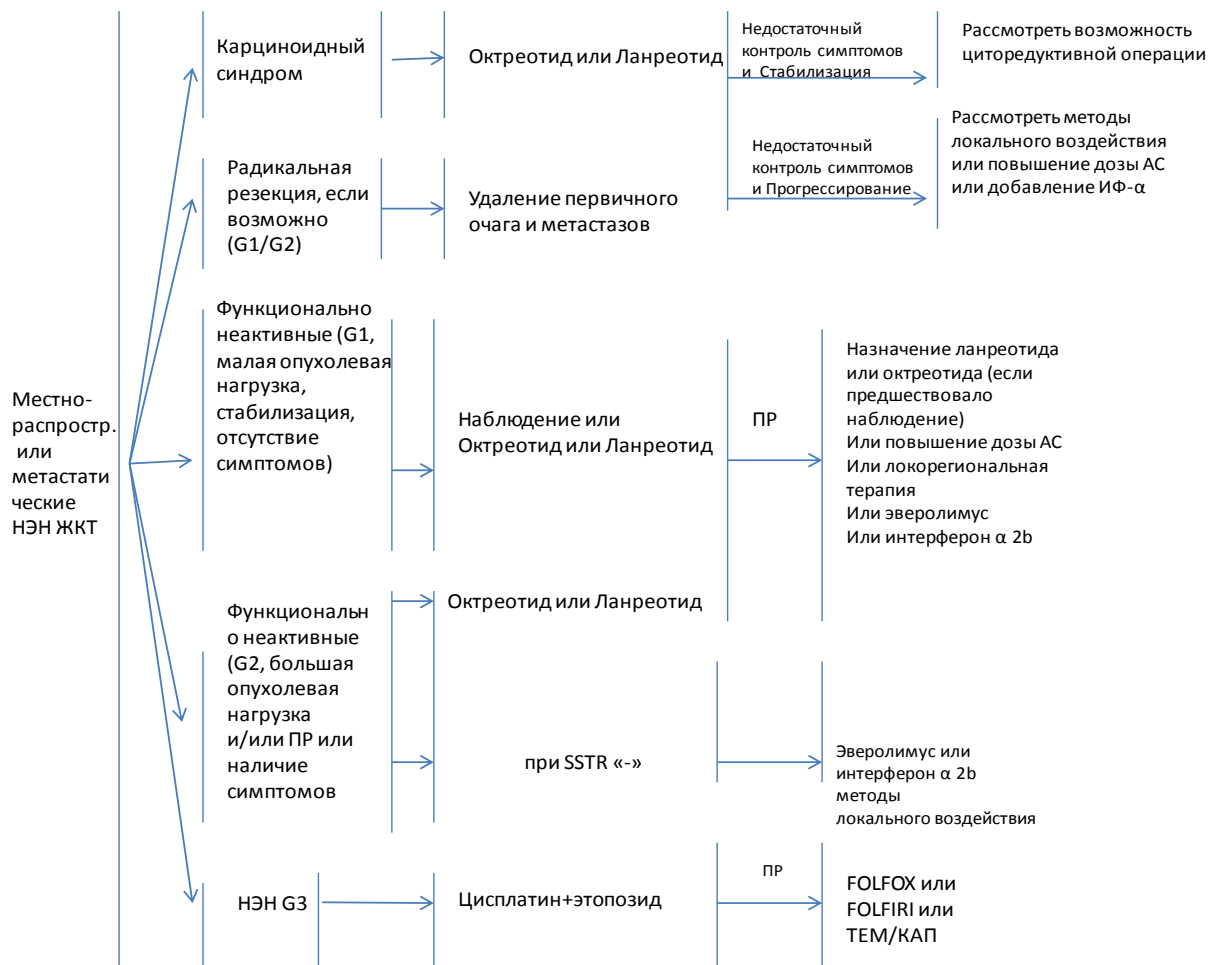 Местно-
распростр.
или
метастати
ческие
НЭН ЖКТ
Карциноидный
синдром
Октреотид или Ланреотид
Недостаточный
контроль симптомов
и Стабилизация
Рассмотреть возможность
циторедуктивной операции
Недостаточный
контроль симптомов
и Прогрессирование
Рассмотреть методы
локального воздействия
или повышение дозы АС
или добавление ИФ-α
Радикальная
резекция, если
возможно
(G1/G2)
Удаление первичного
очага и метастазов
Функционально
неактивные (G1,
малая опухолевая
нагрузка,
стабилизация,
отсутствие
симптомов)
Наблюдение или
Октреотид или Ланреотид
ПР
Назначение ланреотида
или октреотида (если
предшествовало
наблюдение)
Или повышение дозы АС
Или локорегиональная
терапия
Или эверолимус
Или интерферон α 2b
Функциональн
о неактивные
(G2, большая
опухолевая
нагрузка
и/или ПР или
наличие
симптомов
Октреотид или Ланреотид
при SSTR «-»
Эверолимус или
интерферон α 2b
методы
локального воздействия
НЭН G3
Цисплатин+этопозид
ПР
FOLFOX или
FOLFIRI или
ТЕМ/КАП